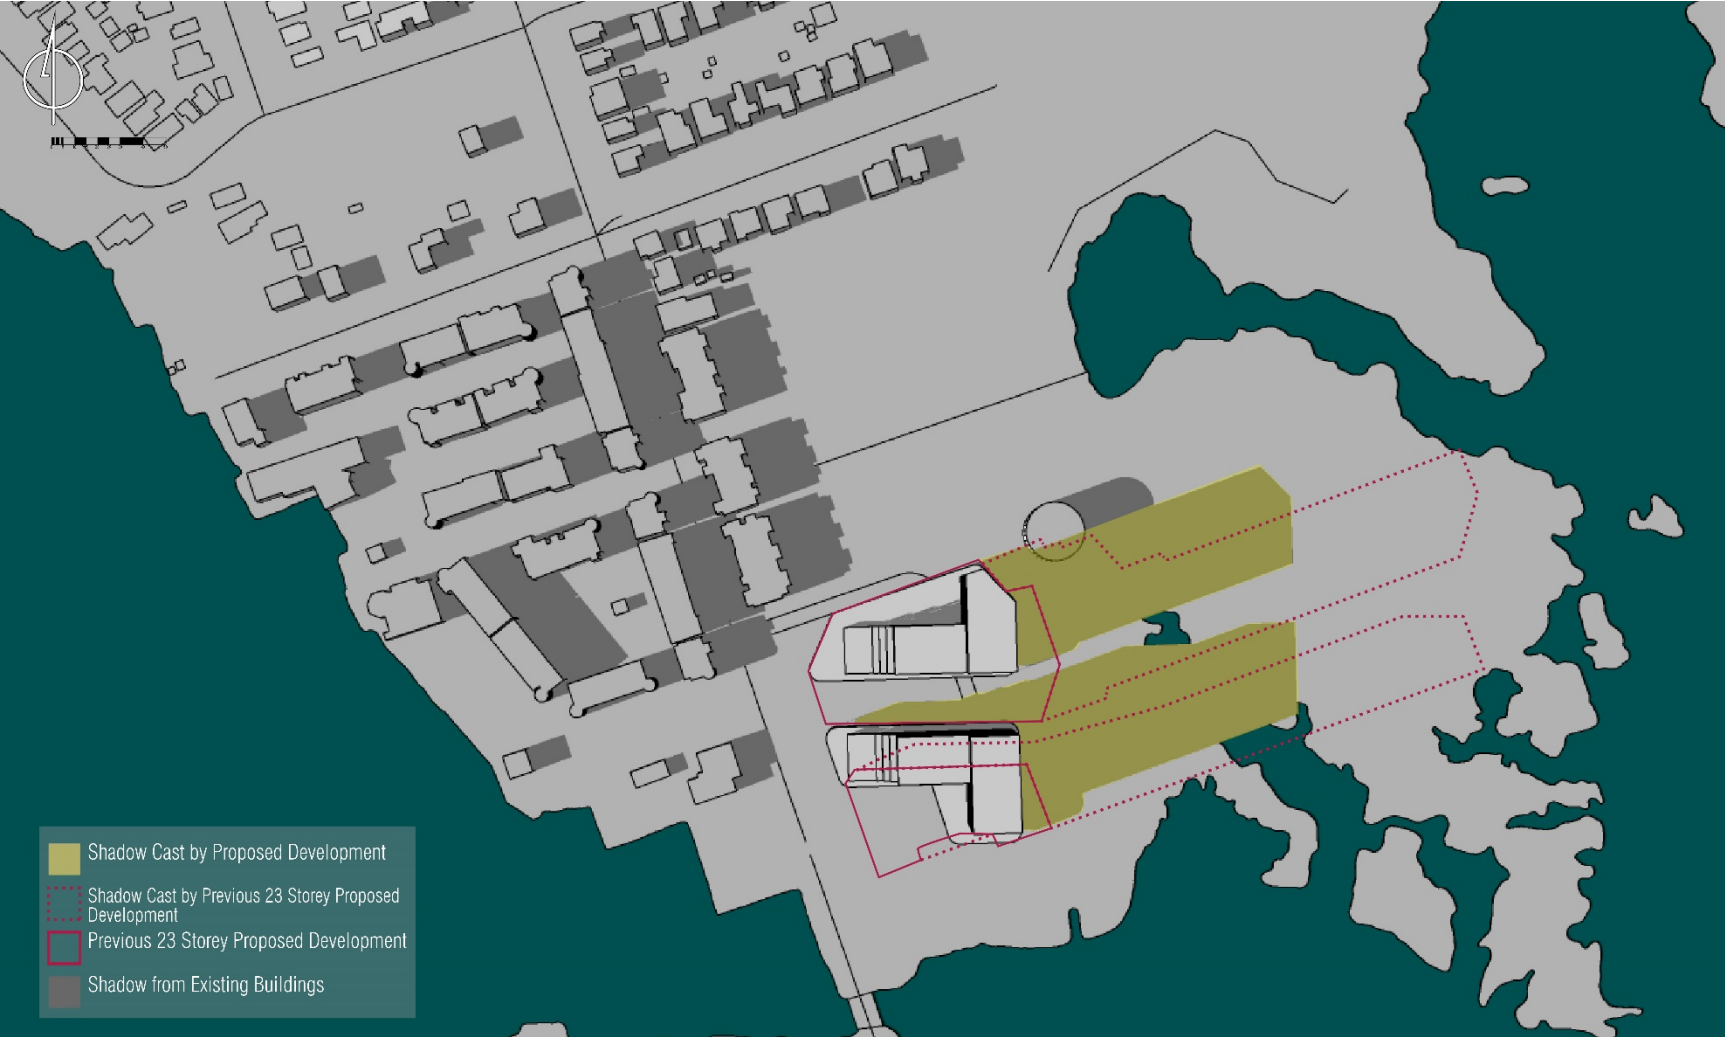 Shadow Cast by Proposed Development
Shadow Cast by Previous 23 Storey Proposed
Development
Previous 23 Storey Proposed Development
Shadow from Existing Buildings